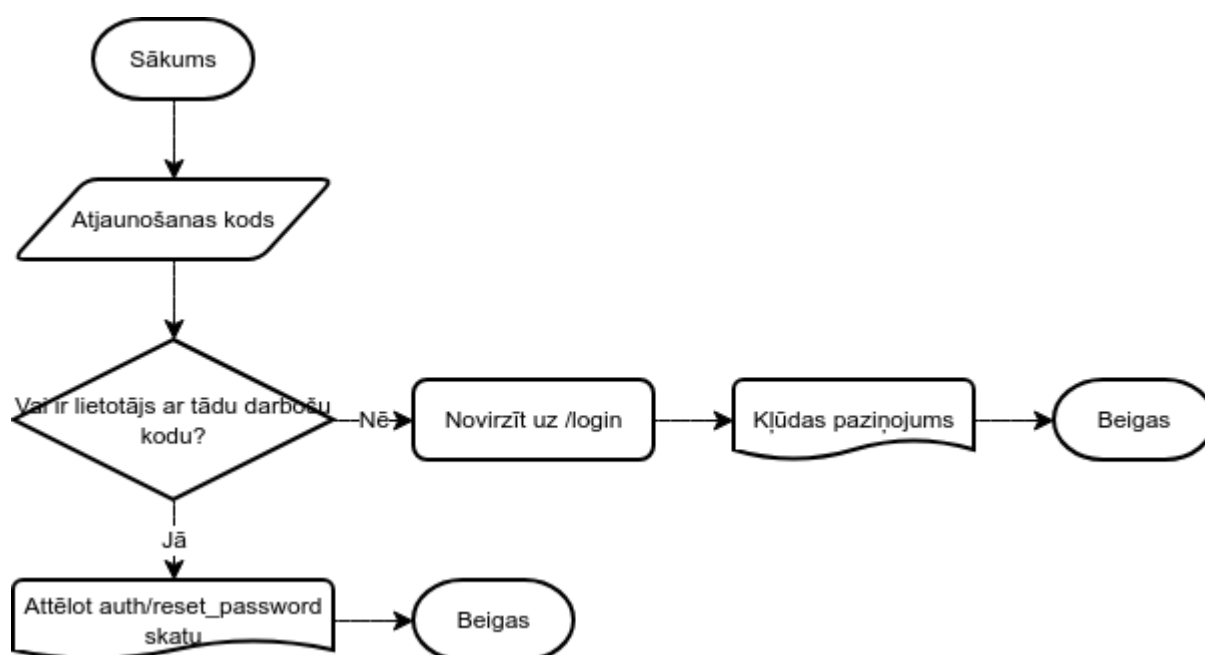 Sākums
Atjaunošanas kods
Vai ir lietotājs ar tādu darbošu
kodu?
Nē
Novirzīt uz /login
Kļūdas paziņojums
Beigas
Jā
Attēlot auth/reset_password
skatu
Beigas